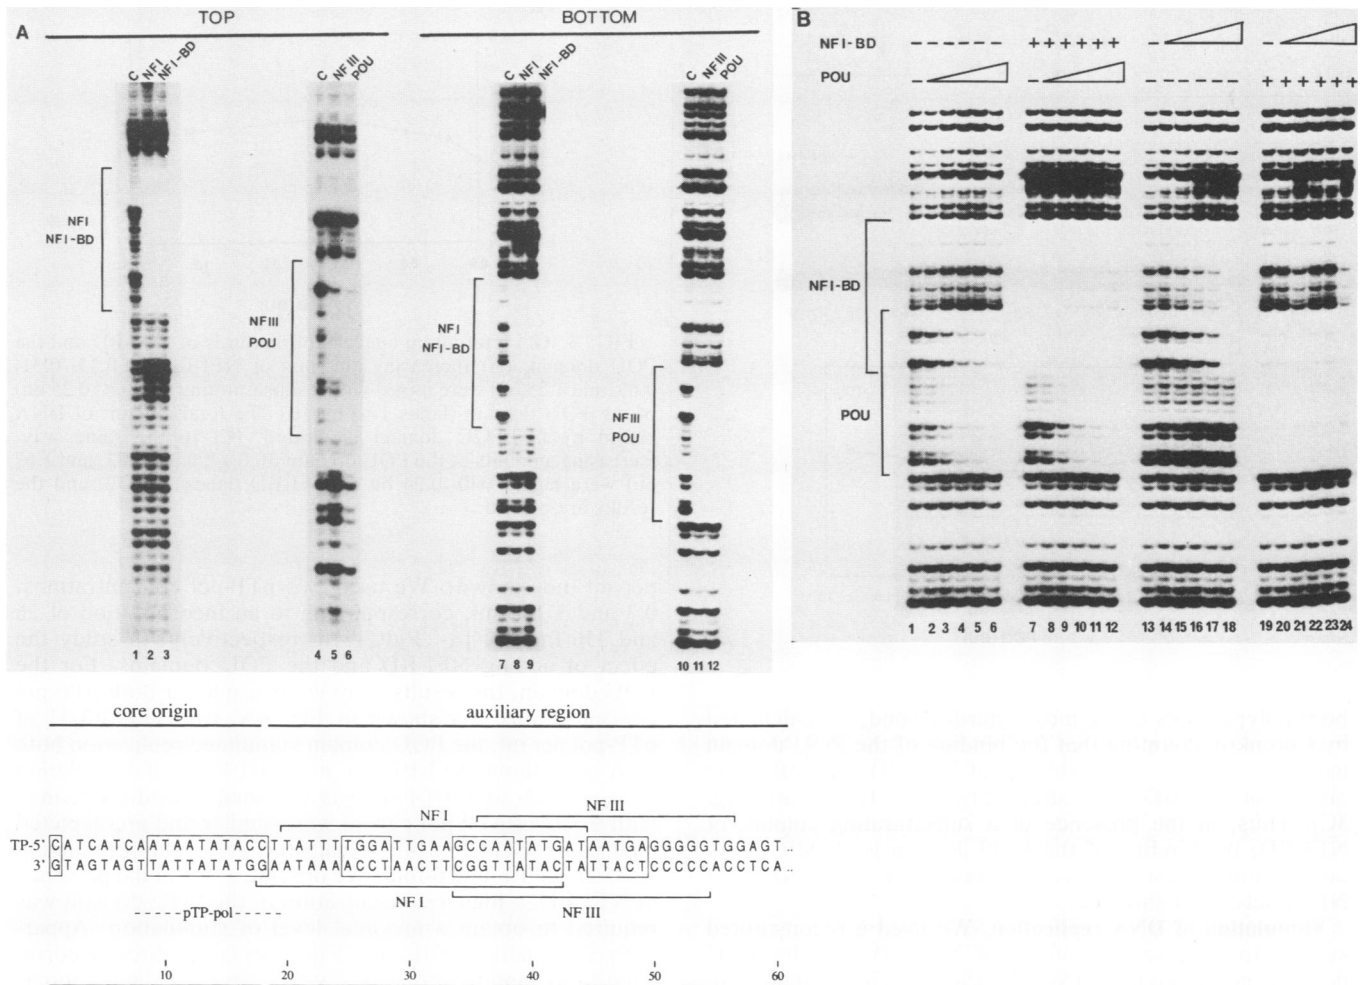 A
TOP
BOTTOM
C NFI NFI-BD
C NFIII POU
C NFI NFI-BD
C NFIII POU
NFI
NFI-BD
NFIII
POU
NFI
NFI-BD
NFIII
POU
1 2 3
4 5 6
7 8 9
10 11 12
B
NFI-BD - - - - - - + + + + + + -
POU - - - - - - - - + + + + + +
NFI-BD
POU
1 2 3 4 5 6 7 8 9 10 11 12 13 14 15 16 17 18 19 20 21 22 23 24
core origin auxiliary region
NF I NF III
TP-5' CATCATCAATAATATACCTTATTTTGGATTGAAGCCAATATGATAATGAGGGGGTGGAGT..
3' GTAGTAGTTATTATATGGAATAAAACCTAACTTCGGTTATACTATTACTCCCCCACCTCA..
NF I NF III
-----pTP-pol-----
10 20 30 40 50 60